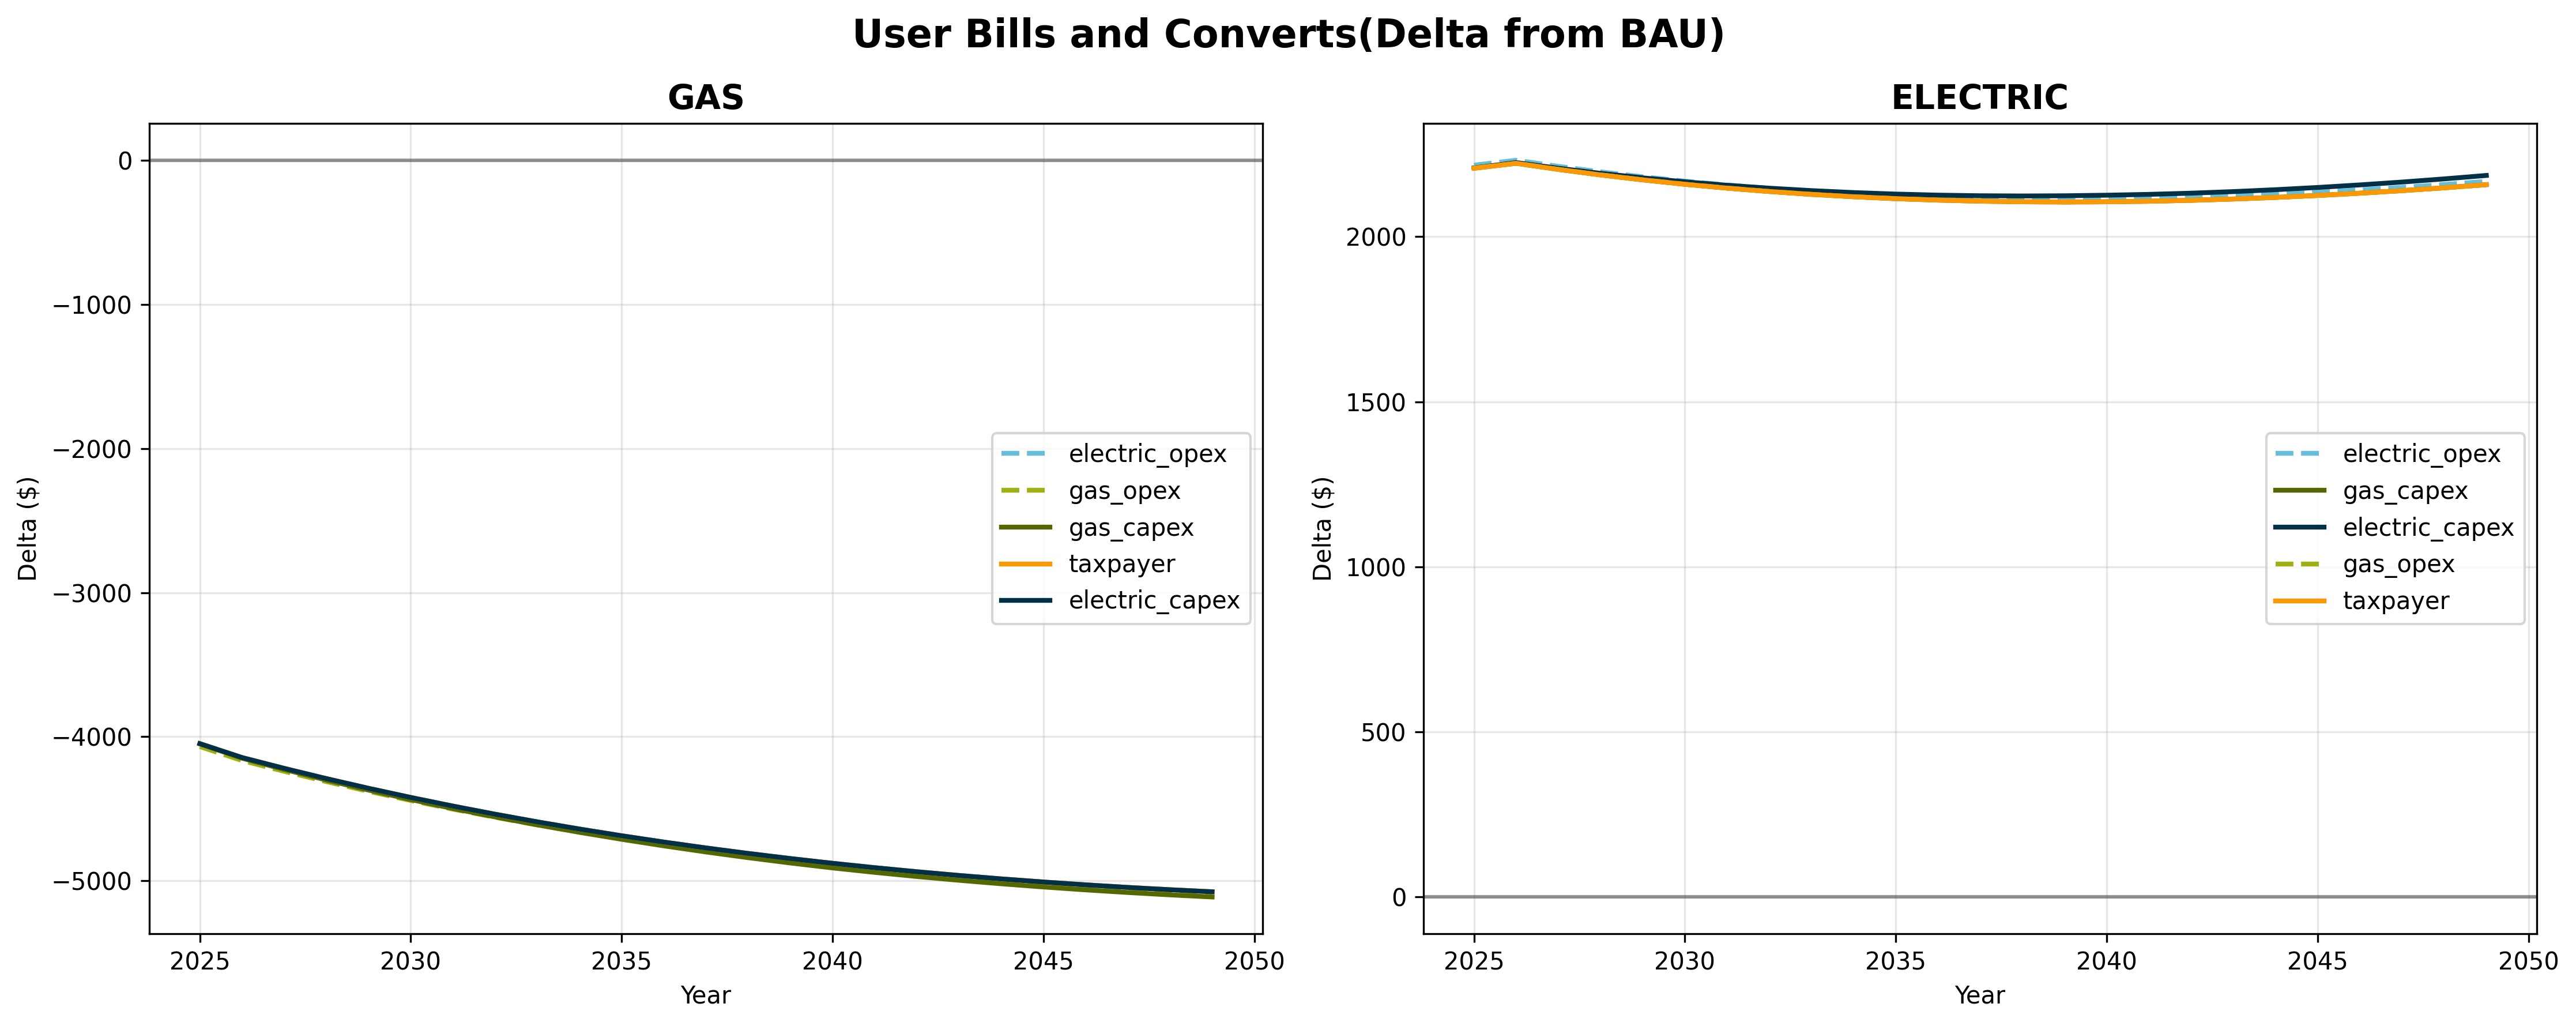 User Bills and Converts(Delta from BAU)
GAS
0
−1000
−2000
−3000
−4000
−5000
Delta ($)
2025 2030 2035 2040 2045 2050
Year
electric_opex
gas_opex
gas_capex
taxpayer
electric_capex
ELECTRIC
2000
1500
1000
500
0
Delta ($)
2025 2030 2035 2040 2045 2050
Year
electric_opex
gas_capex
electric_capex
gas_opex
taxpayer